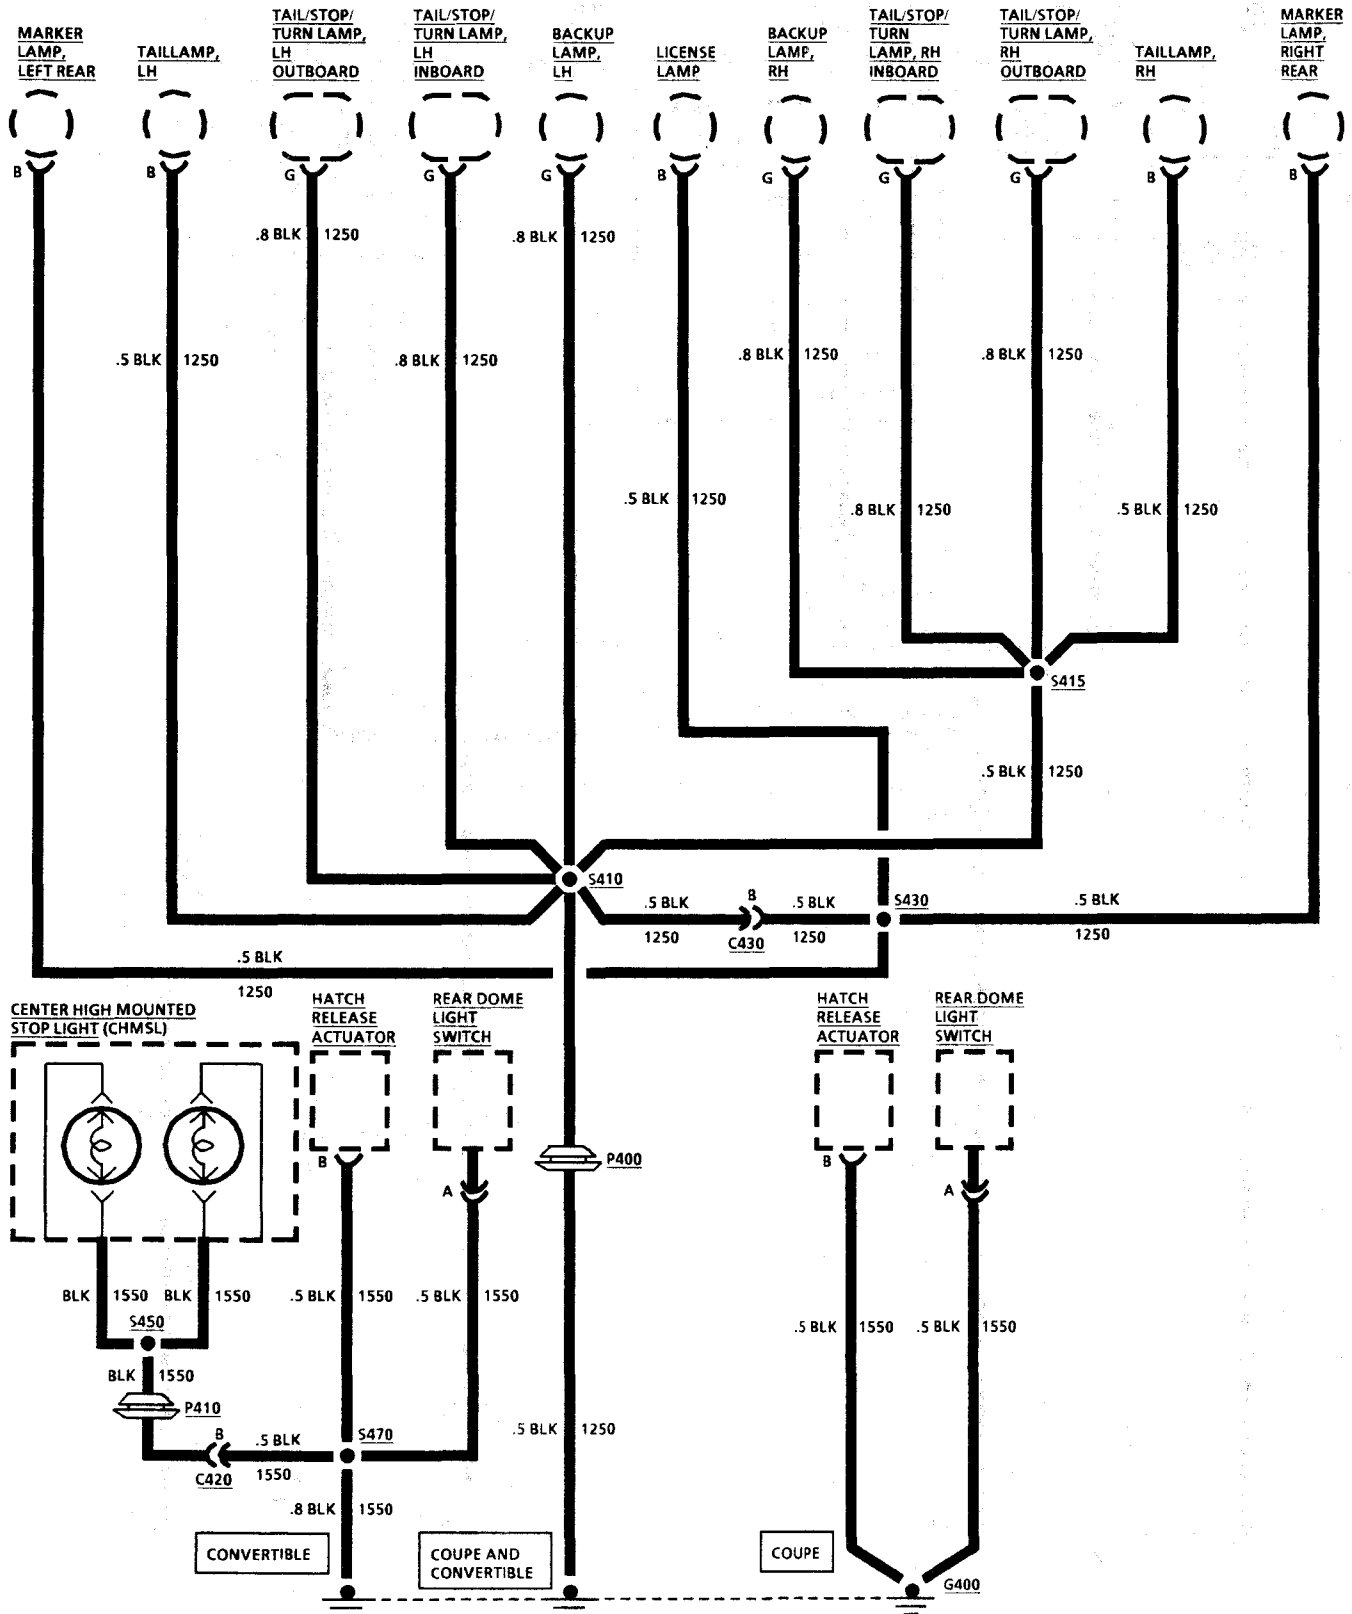 MARKER
LAMP,
LEFT REAR
TAILLAMP,
LH
TAIL/STOP/
TURN LAMP,
LH
OUTBOARD
TAIL/STOP/
TURN LAMP,
LH
INBOARD
BACKUP
LAMP,
LH
LICENSE
LAMP
BACKUP
LAMP,
RH
TAIL/STOP/
TURN
LAMP, RH
INBOARD
TAIL/STOP/
TURN LAMP,
RH
OUTBOARD
TAILLAMP,
RH
MARKER
LAMP,
RIGHT
REAR
B
B
G
G
G
B
G
G
G
B
B
.8 BLK 1250
.8 BLK 1250
.5 BLK 1250
.8 BLK 1250
.8 BLK 1250
.8 BLK 1250
.5 BLK 1250
.8 BLK 1250
.5 BLK 1250
S415
.5 BLK 1250
S410
.5 BLK
1250
B
C430
.5 BLK
1250
S430
.5 BLK
1250
.5 BLK
1250
CENTER HIGH MOUNTED
STOP LIGHT (CHMSL)
HATCH
RELEASE
ACTUATOR
REAR DOME
LIGHT
SWITCH
HATCH
RELEASE
ACTUATOR
REAR DOME
LIGHT
SWITCH
B
A
P400
B
A
BLK 1550
BLK 1550
.5 BLK 1550
.5 BLK 1550
S450
.5 BLK 1550
.5 BLK 1550
BLK 1550
P410
B
C420
.5 BLK
1550
S470
.5 BLK 1250
.8 BLK 1550
CONVERTIBLE
COUPE AND
CONVERTIBLE
COUPE
G400